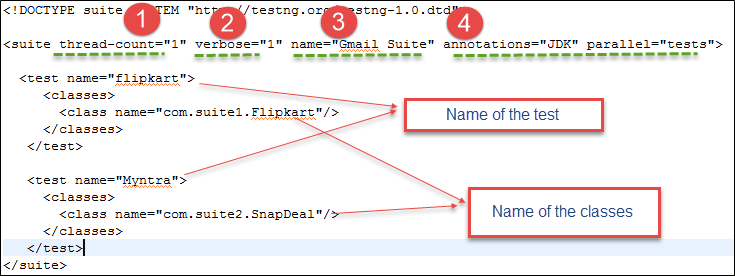 1 2 3 4
<!DOCTYPE suite TEM "http://testng.org stng-1.0.dtd
<suite thread-count="1" verbose="1" name="Gmail Suite" annotations="JDK" parallel="tests">
<test name="flipkart">
<classes>
<class name="com.suite1.Flipkart"/>
</classes>
</test>
Name of the test
<test name="Myntra">
<classes>
<class name="com.suite2.SnapDeal"/>
</classes>
</test>
Name of the classes
</suite>